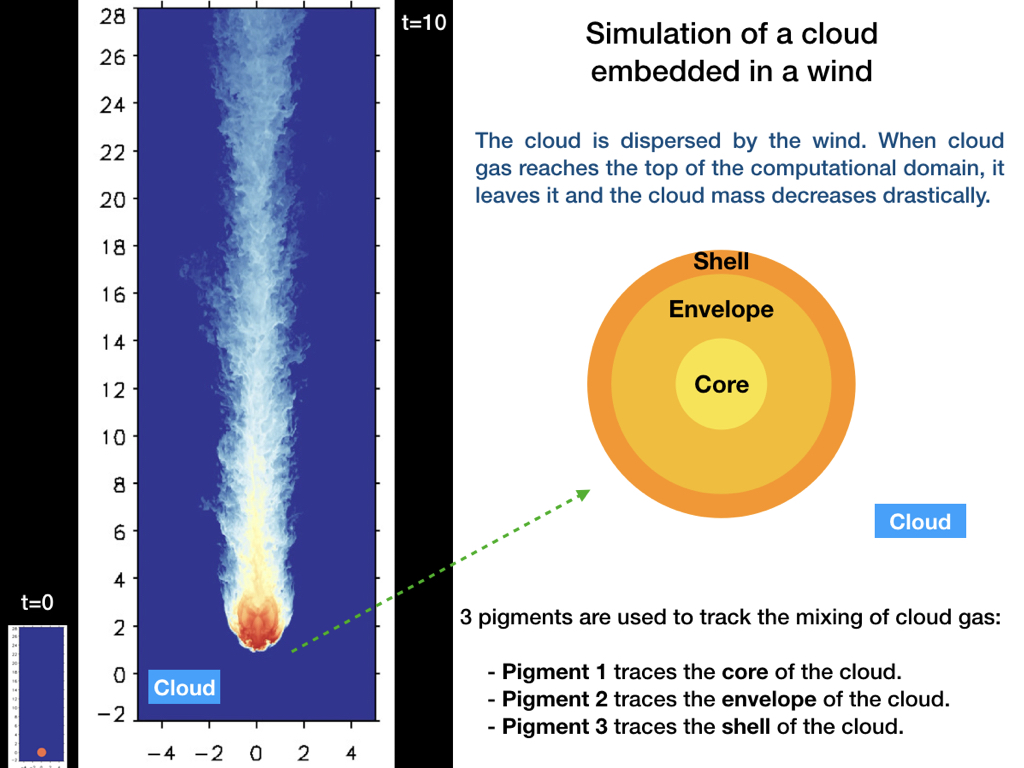 Simulation of a cloud
embedded in a wind
The cloud is dispersed by the wind. When cloud
gas reaches the top of the computational domain, it
leaves it and the cloud mass decreases drastically.
Shell
Envelope
Core
Cloud
3 pigments are used to track the mixing of cloud gas:
- Pigment 1 traces the core of the cloud.
- Pigment 2 traces the envelope of the cloud.
- Pigment 3 traces the shell of the cloud.
t=10
28
26
24
22
20
18
16
14
12
10
8
6
4
2
0
−2
−4 −2 0 2 4
Cloud
t=0